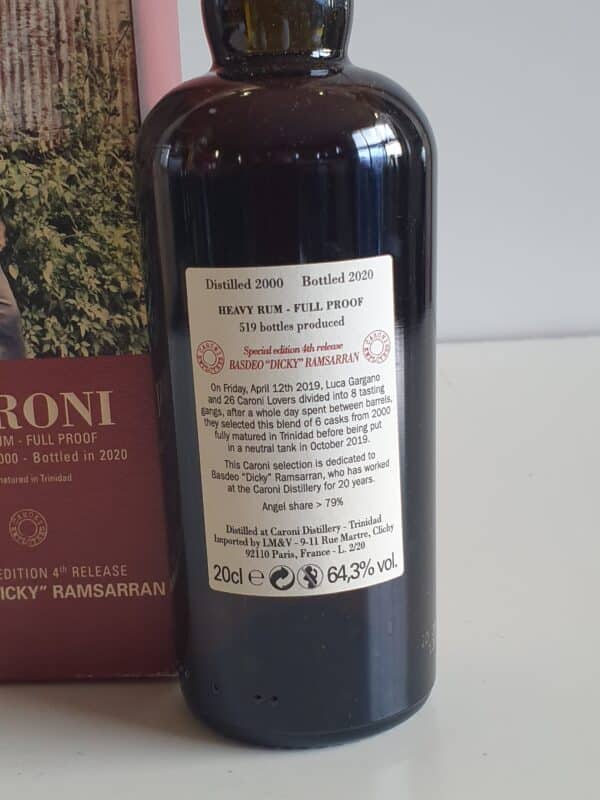 Distilled 2000 Bottled 2020
HEAVY RUM - FULL PROOF
519 bottles produced
Special edition 4th release
BASDEO "DICKY" RAMSARRAN
CARONI
CARONI
On Friday, April 12th 2019, Luca Gargano
and 26 Caroni Lovers divided into 8 tasting
gangs, after a whole day spent between barrels,
they selected this blend of 6 casks from 2000
fully matured in Trinidad before being put
in a neutral tank in October 2019.
This Caroni selection is dedicated to
Basdeo "Dicky" Ramsarran, who has worked
at the Caroni Distillery for 20 years.
Angel share > 79%
Distilled at Caroni Distillery - Trinidad
Imported by LM&V - 9-11 Rue Martre, Clichy
92110 Paris, France - L. 2/20
20cl ℮ 64,3% vol.
RONI
UM - FULL PROOF
000 - Bottled in 2020
matured in Trinidad
CARONI
EDITION 4th RELEASE
DICKY" RAMSARRAN